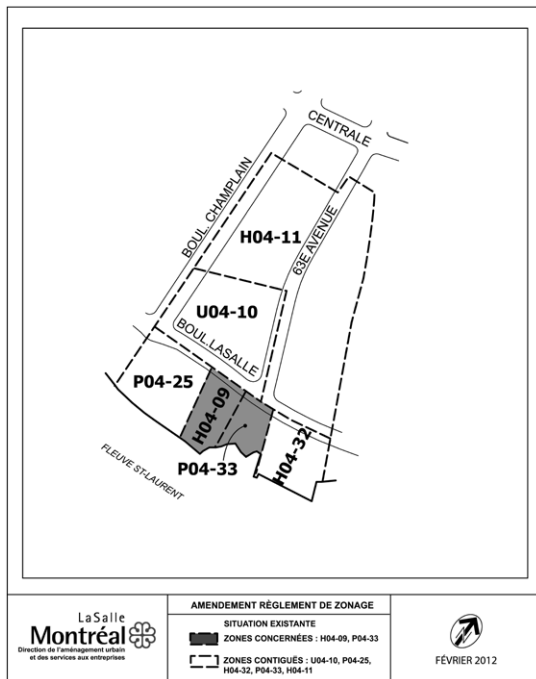 CENTRALE
BOUL. CHAMPLAIN
63E AVENUE
H04-11
U04-10
BOUL.LASALLE
P04-25
H04-09
P04-33
H04-32
FLEUVE ST-LAURENT
LaSalle
Montréal
Direction de l'aménagement urbain
et des services aux entreprises
AMENDEMENT RÈGLEMENT DE ZONAGE
SITUATION EXISTANTE
ZONES CONCERNÉES : H04-09, P04-33
ZONES CONTIGUËS : U04-10, P04-25,
H04-32, P04-33, H04-11
FÉVRIER 2012